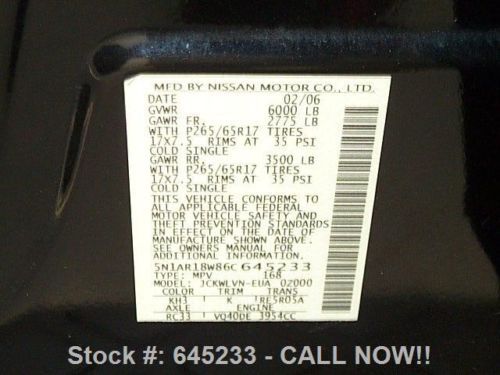 MFD BY NISSAN MOTOR CO., LTD.
DATE 02/06
GVWR 6000 LB
GAWR FR. 2775 LB
WITH P265/65R17 TIRES
17X7.5 RIMS AT 35 PSI
COLD SINGLE
GAWR RR. 3500 LB
WITH P265/65R17 TIRES
17X7.5 RIMS AT 35 PSI
COLD SINGLE
THIS VEHICLE CONFORMS TO
ALL APPLICABLE FEDERAL
MOTOR VEHICLE SAFETY AND
THEFT PREVENTION STANDARDS
IN EFFECT ON THE DATE OF
MANUFACTURE SHOWN ABOVE.
SEE OWNERS MANUAL FOR
ADDITIONAL INFORMATION.
5N1AR18W86C645233
TYPE: MPV 168
MODEL: JCKWLVN-EUA 02000
COLOR TRIM TRANS
KH3 K RE5R05A
AXLE ENGINE
RC33 VQ40DE 3954CC
Stock #: 645233 - CALL NOW!!